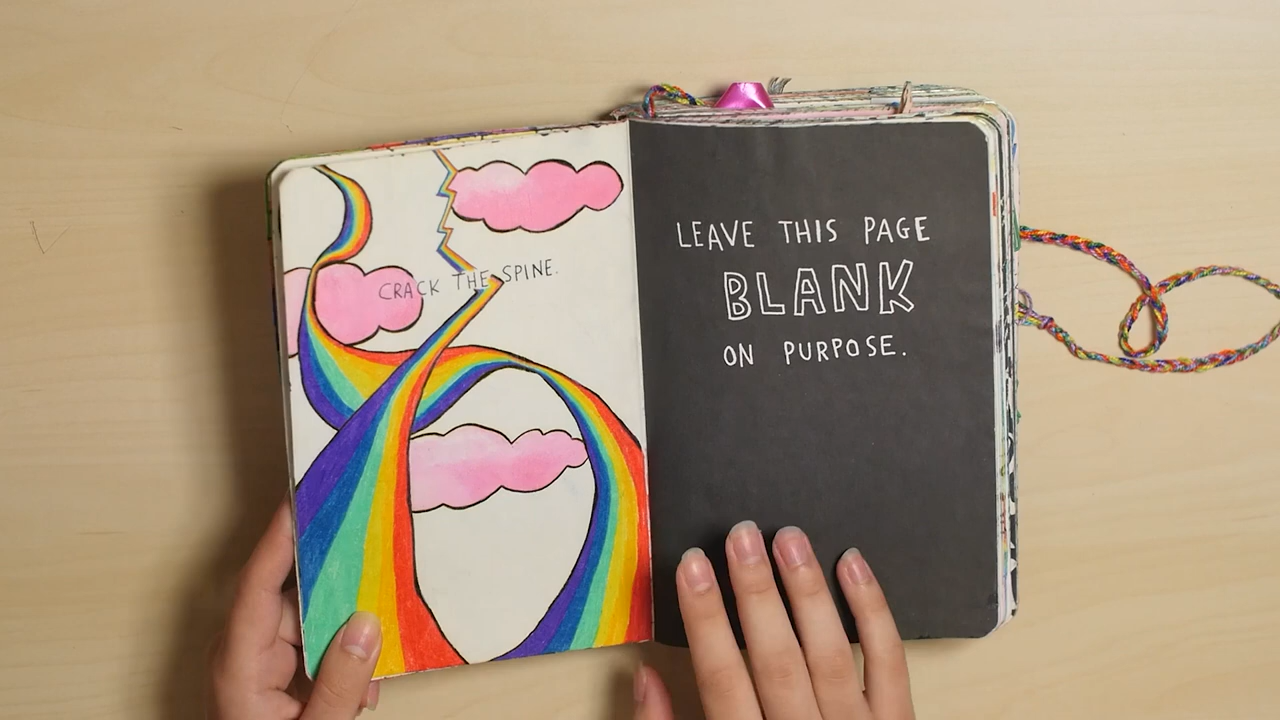 CRACK THE SPINE.
LEAVE THIS PAGE
BLANK
ON PURPOSE.